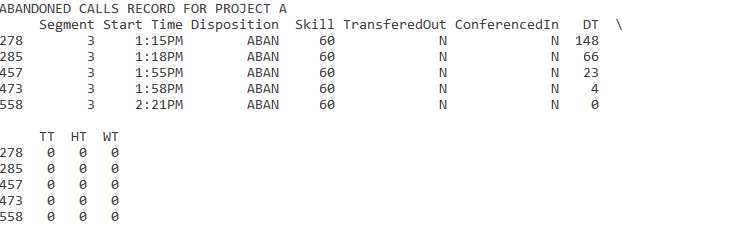 ABANDONED CALLS RECORD FOR PROJECT A
     Segment Start Time Disposition  Skill TransferedOut ConferencedIn   DT  \
278        3     1:15PM        ABAN     60             N             N  148
285        3     1:18PM        ABAN     60             N             N   66
457        3     1:55PM        ABAN     60             N             N   23
473        3     1:58PM        ABAN     60             N             N    4
558        3     2:21PM        ABAN     60             N             N    0
     TT  HT  WT
278   0   0   0
285   0   0   0
457   0   0   0
473   0   0   0
558   0   0   0